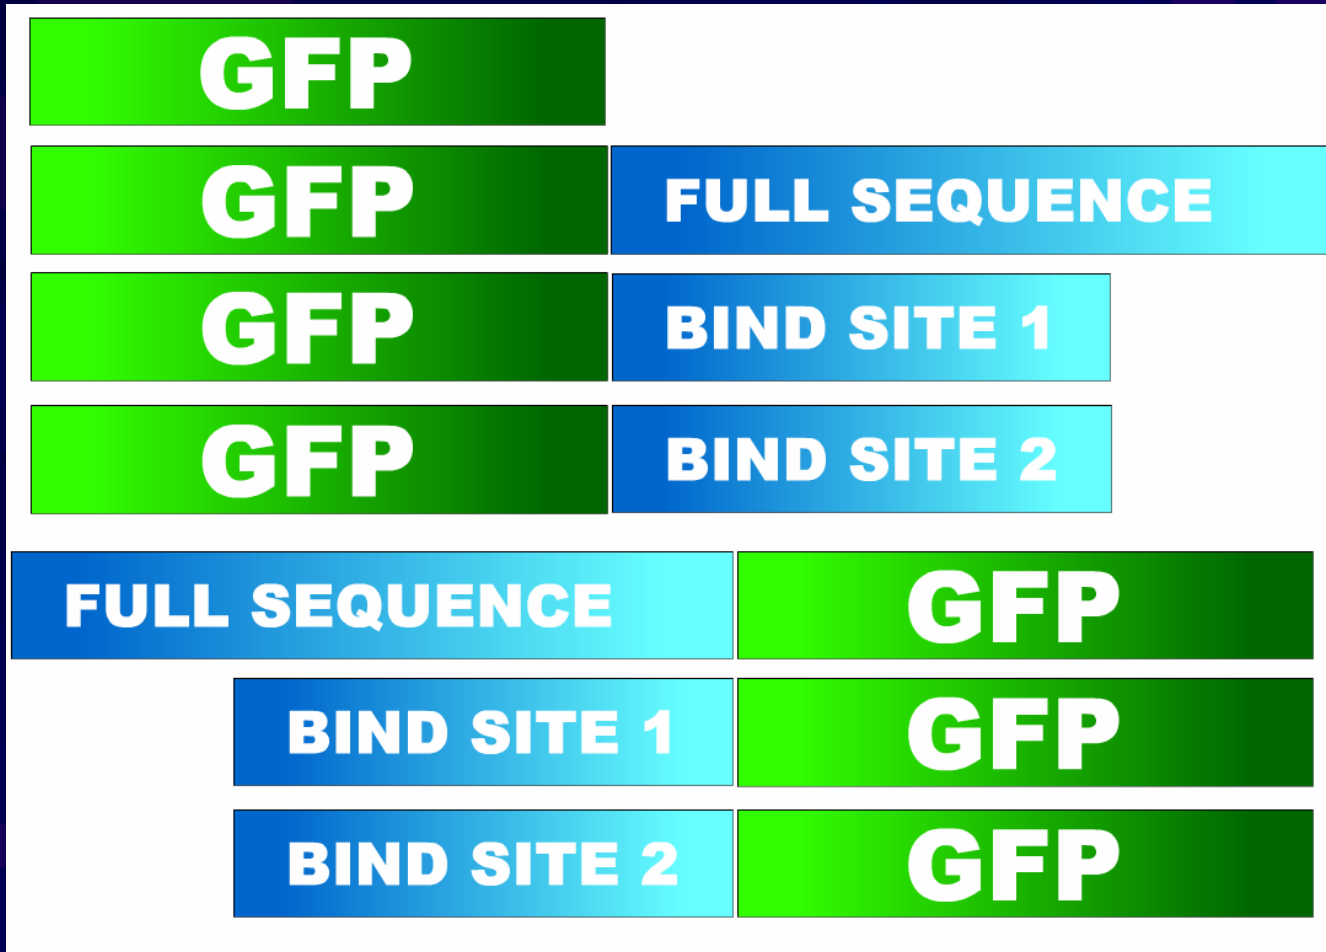 GFP
GFP FULL SEQUENCE
GFP BIND SITE 1
GFP BIND SITE 2
FULL SEQUENCE GFP
BIND SITE 1 GFP
BIND SITE 2 GFP